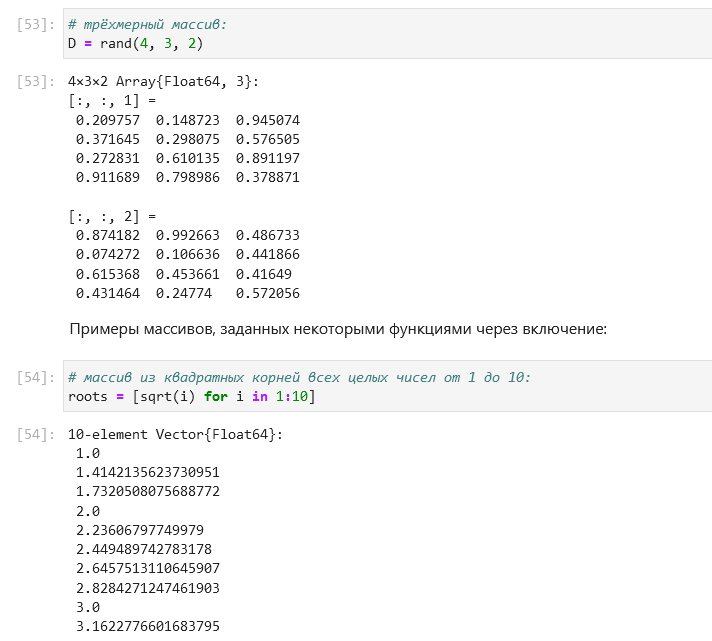 [53]: # трёхмерный массив:
D = rand(4, 3, 2)
[53]: 4×3×2 Array{Float64, 3}:
[:, :, 1] =
0.209757 0.148723 0.945074
0.371645 0.298075 0.576505
0.272831 0.610135 0.891197
0.911689 0.798986 0.378871
[:, :, 2] =
0.874182 0.992663 0.486733
0.074272 0.106636 0.441866
0.615368 0.453661 0.41649
0.431464 0.24774 0.572056
Примеры массивов, заданных некоторыми функциями через включение:
[54]: # массив из квадратных корней всех целых чисел от 1 до 10:
roots = [sqrt(i) for i in 1:10]
[54]: 10-element Vector{Float64}:
1.0
1.4142135623730951
1.7320508075688772
2.0
2.23606797749979
2.449489742783178
2.6457513110645907
2.8284271247461903
3.0
3.1622776601683795